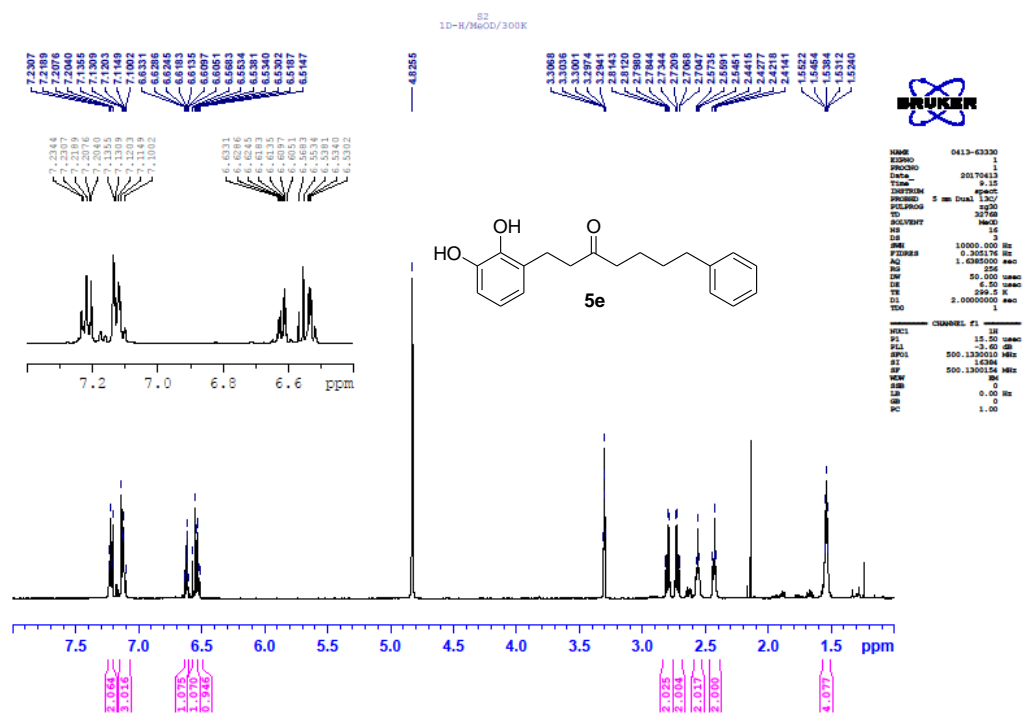 S2
1D-H/MeOD/300K
7.2307
7.2189
7.2076
7.2040
7.1355
7.1309
7.1203
7.1149
7.1002
6.6331
6.6286
6.6245
6.6183
6.6135
6.6097
6.6051
6.5683
6.5534
6.5381
6.5340
6.5302
6.5187
6.5147
4.8255
3.3068
3.3036
3.3001
3.2974
3.2941
2.8143
2.8120
2.7980
2.7844
2.7344
2.7209
2.7068
2.7047
2.5735
2.5591
2.5451
2.4415
2.4277
2.4218
2.4141
1.5522
1.5454
1.5384
1.5312
1.5240
7.2344
7.2307
7.2189
7.2076
7.2040
7.1355
7.1309
7.1203
7.1149
7.1002
6.6331
6.6286
6.6245
6.6183
6.6135
6.6097
6.6051
6.5683
6.5534
6.5381
6.5340
6.5302
BRUKER
NAME 0413-63330
EXPNO 1
PROCNO 1
Date_ 20170413
Time 9.15
INSTRUM spect
PROBHD 5 mm Dual 13C/
PULPROG zg30
TD 32768
SOLVENT MeOD
NS 16
DS 3
SWH 10000.000 Hz
FIDRES 0.305176 Hz
AQ 1.6385000 sec
RG 256
DW 50.000 usec
DE 6.50 usec
TE 299.5 K
D1 2.00000000 sec
TD0 1
======== CHANNEL f1 ========
NUC1 1H
P1 15.50 usec
PL1 -3.60 dB
SFO1 500.1330010 MHz
SI 16384
SF 500.1300154 MHz
WDW EM
SSB 0
LB 0.00 Hz
GB 0
PC 1.00
OH
HO
O
5e
7.2 7.0 6.8 6.6 ppm
7.5 7.0 6.5 6.0 5.5 5.0 4.5 4.0 3.5 3.0 2.5 2.0 1.5 ppm
2.064
3.016
1.075
1.070
0.946
2.025
2.004
2.017
2.000
4.077